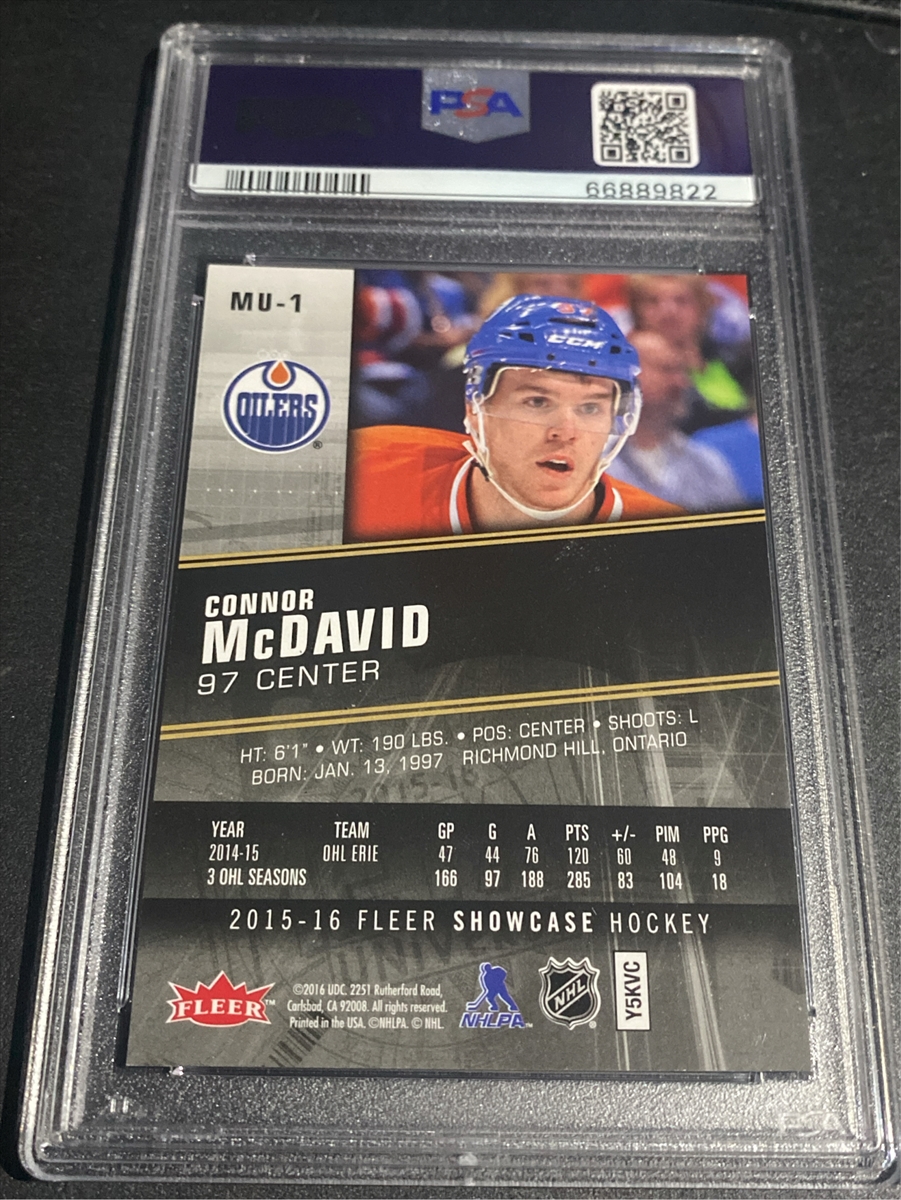 PSA
66889822
MU-1
OILERS
CCM
CONNOR
McDAVID
97 CENTER
HT: 6'1" • WT: 190 LBS. • POS: CENTER • SHOOTS: L
BORN: JAN. 13, 1997 RICHMOND HILL, ONTARIO
2015-16
YEAR TEAM GP G A PTS +/- PIM PPG
2014-15 OHL ERIE 47 44 76 120 60 48 9
3 OHL SEASONS 166 97 188 285 83 104 18
2015-16 FLEER SHOWCASE HOCKEY
FLEER™
©2016 UDC. 2251 Rutherford Road,
Carlsbad, CA 92008. All rights reserved.
Printed in the USA. ©NHLPA. © NHL.
NHLPA™
NHL
Y5KVC